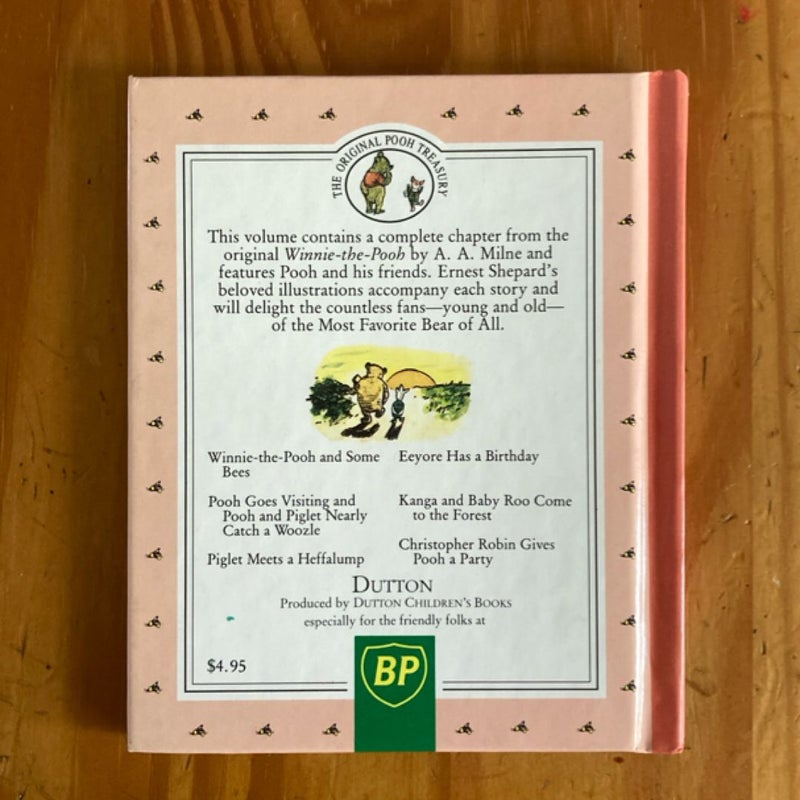 THE ORIGINAL POOH TREASURY
This volume contains a complete chapter from the
original Winnie-the-Pooh by A. A. Milne and
features Pooh and his friends. Ernest Shepard's
beloved illustrations accompany each story and
will delight the countless fans—young and old—
of the Most Favorite Bear of All.
Winnie-the-Pooh and Some
Bees
Pooh Goes Visiting and
Pooh and Piglet Nearly
Catch a Woozle
Piglet Meets a Heffalump
Eeyore Has a Birthday
Kanga and Baby Roo Come
to the Forest
Christopher Robin Gives
Pooh a Party
DUTTON
Produced by DUTTON CHILDREN'S BOOKS
especially for the friendly folks at
$4.95
BP